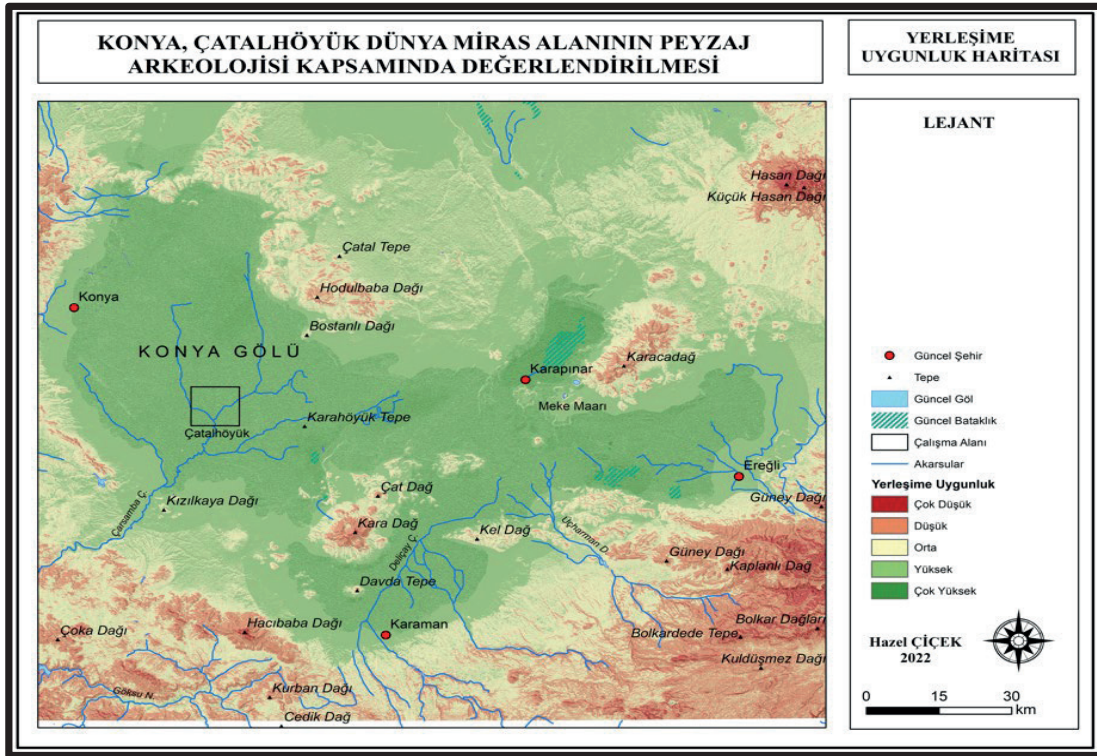 KONYA, ÇATALHÖYÜK DÜNYA MİRAS ALANININ PEYZAJ
ARKEOLOJİSİ KAPSAMINDA DEĞERLENDİRİLMESİ
YERLEŞİME
UYGUNLUK HARİTASI
Hasan Dağı
Küçük Hasan Dağı
Çatal Tepe
Hodulbaba Dağı
Konya
Bostanlı Dağı
KONYA GÖLÜ
Karacadağ
Karapınar
Meke Maarı
Karahöyük Tepe
Çatalhöyük
Ereğli
Çat Dağ
Güney Dağı
Kızılkaya Dağı
Çarşamba Ç.
Kara Dağ
Kel Dağ
Deliçay Ç.
Üçharman D.
Güney Dağı
Kaplanlı Dağ
Davda Tepe
Çoka Dağı
Hacıbaba Dağı
Karaman
Bolkar Dağları
Bolkardede Tepe
Kuldüşmez Dağı
Göksu N.
Kurban Dağı
Cedik Dağ
LEJANT
Güncel Şehir
Tepe
Güncel Göl
Güncel Bataklık
Çalışma Alanı
Akarsular
Yerleşime Uygunluk
Çok Düşük
Düşük
Orta
Yüksek
Çok Yüksek
Hazel ÇİÇEK
2022
0 15 30
km